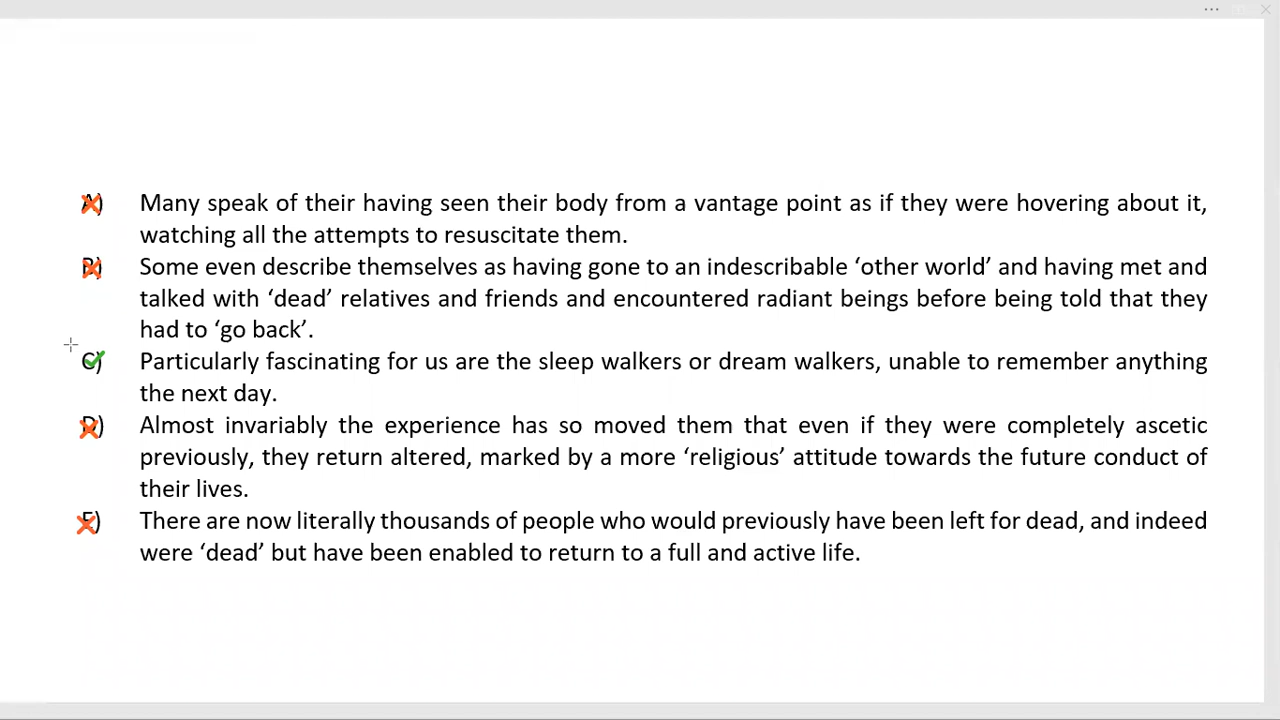 A) Many speak of their having seen their body from a vantage point as if they were hovering about it,
watching all the attempts to resuscitate them.
B) Some even describe themselves as having gone to an indescribable ‘other world’ and having met and
talked with ‘dead’ relatives and friends and encountered radiant beings before being told that they
had to ‘go back’.
C) Particularly fascinating for us are the sleep walkers or dream walkers, unable to remember anything
the next day.
D) Almost invariably the experience has so moved them that even if they were completely ascetic
previously, they return altered, marked by a more ‘religious’ attitude towards the future conduct of
their lives.
E) There are now literally thousands of people who would previously have been left for dead, and indeed
were ‘dead’ but have been enabled to return to a full and active life.